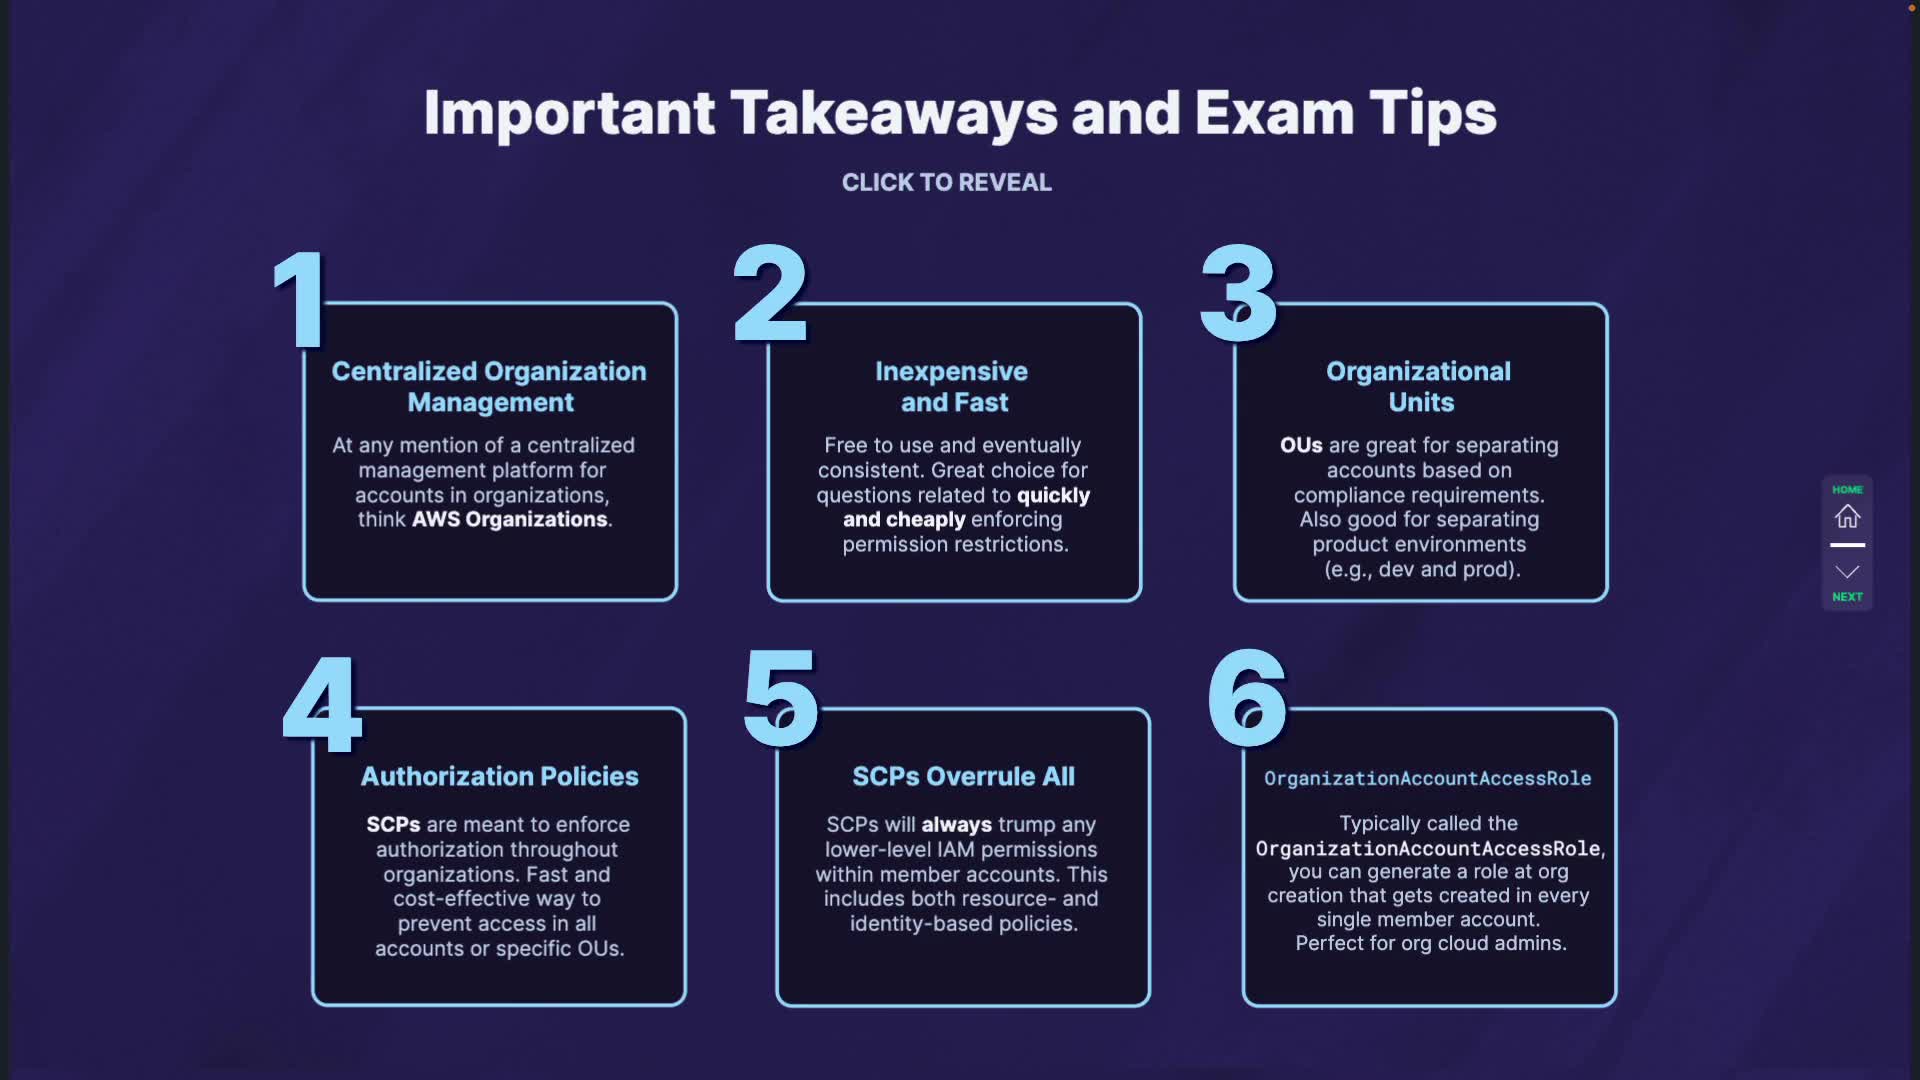 Important Takeaways and Exam Tips
CLICK TO REVEAL
1
Centralized Organization
Management
At any mention of a centralized
management platform for
accounts in organizations,
think AWS Organizations.
2
Inexpensive
and Fast
Free to use and eventually
consistent. Great choice for
questions related to quickly
and cheaply enforcing
permission restrictions.
3
Organizational
Units
OUs are great for separating
accounts based on
compliance requirements.
Also good for separating
product environments
(e.g., dev and prod).
HOME
NEXT
4
Authorization Policies
SCPs are meant to enforce
authorization throughout
organizations. Fast and
cost-effective way to
prevent access in all
accounts or specific OUs.
5
SCPs Overrule All
SCPs will always trump any
lower-level IAM permissions
within member accounts. This
includes both resource- and
identity-based policies.
6
OrganizationAccountAccessRole
Typically called the
OrganizationAccountAccessRole,
you can generate a role at org
creation that gets created in every
single member account.
Perfect for org cloud admins.